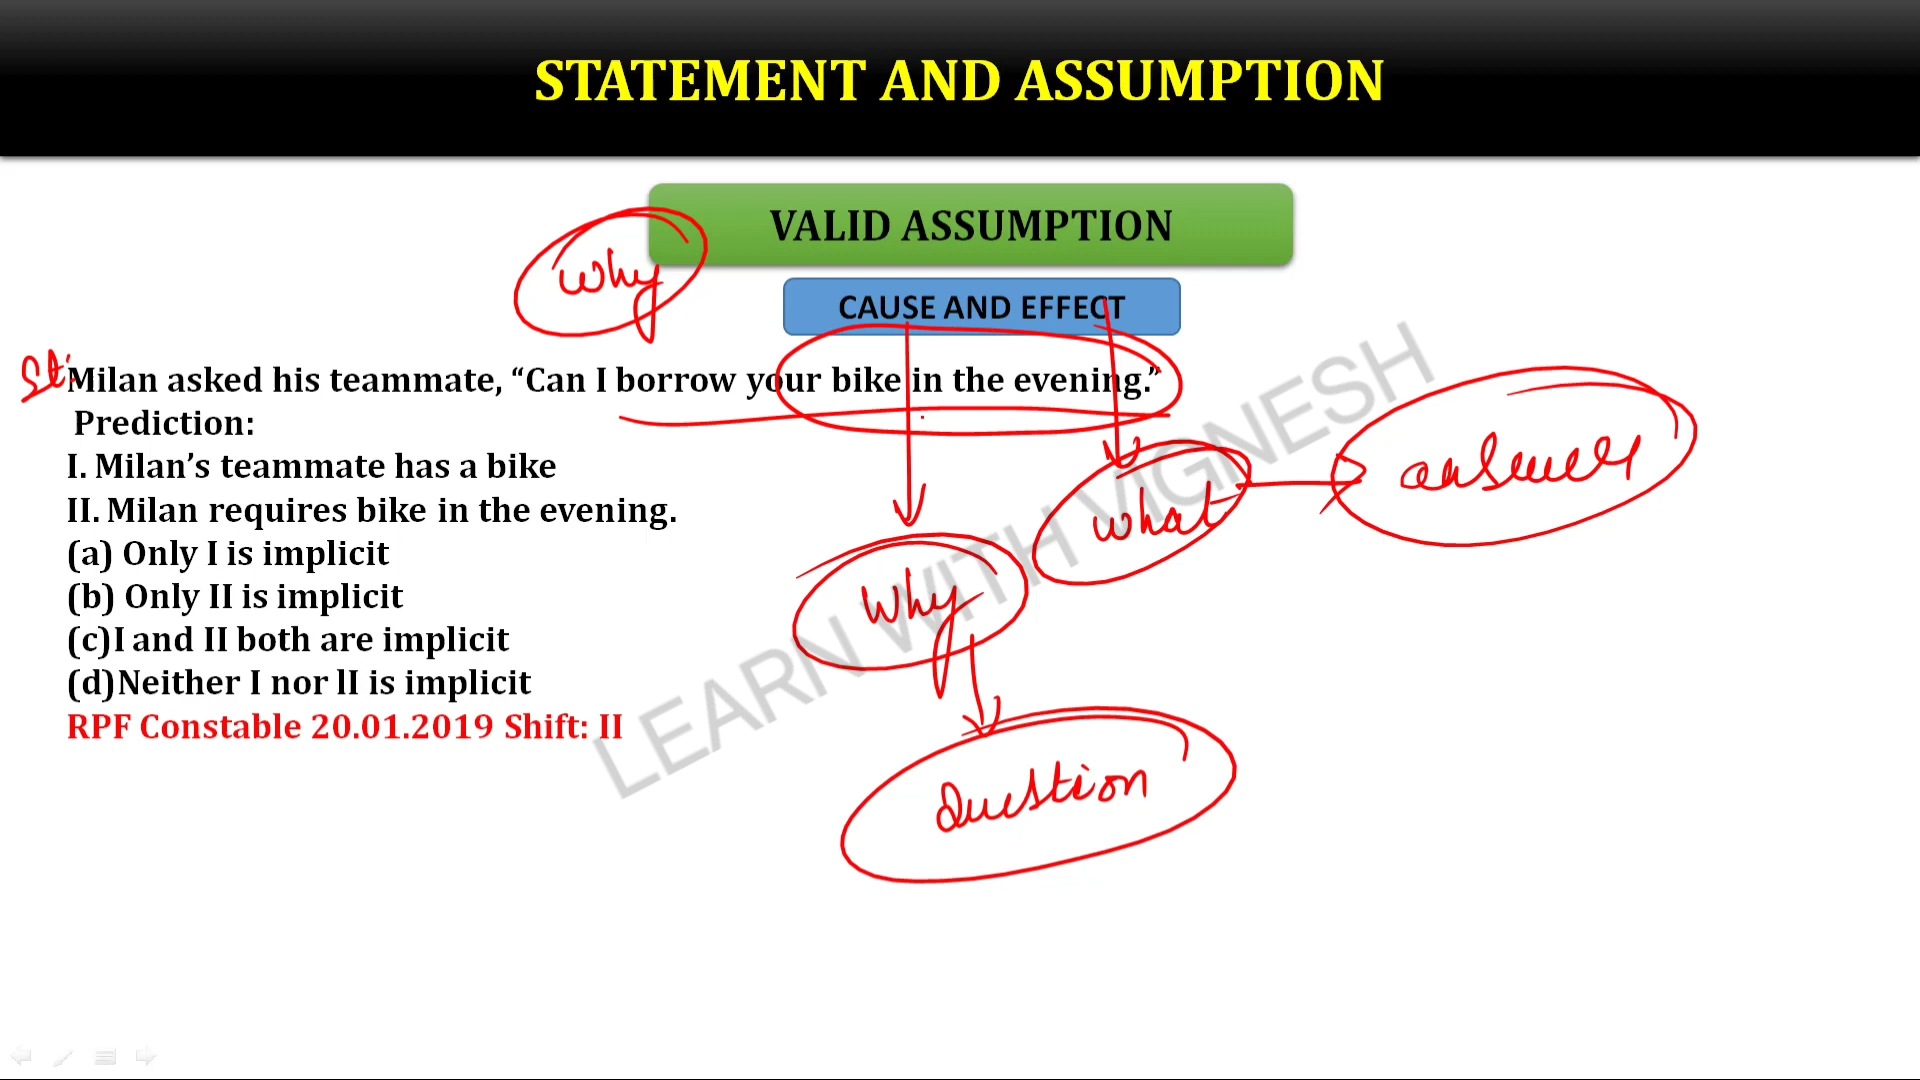 STATEMENT AND ASSUMPTION
VALID ASSUMPTION
why
CAUSE AND EFFECT
St:
Milan asked his teammate, “Can I borrow your bike in the evening.”
Prediction:
I. Milan’s teammate has a bike
II. Milan requires bike in the evening.
(a) Only I is implicit
(b) Only II is implicit
(c)I and II both are implicit
(d)Neither I nor lI is implicit
RPF Constable 20.01.2019 Shift: II
what
answer
Why
Question
LEARN WITH VIGNESH